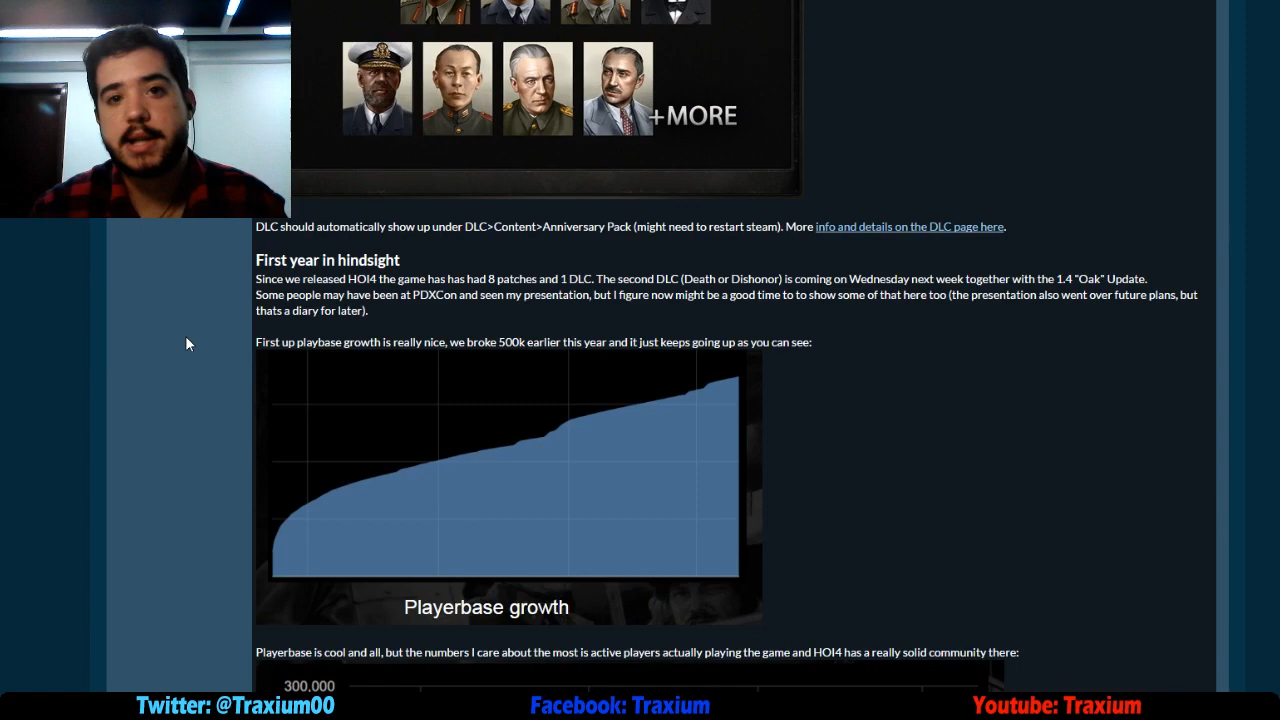 +MORE
DLC should automatically show up under DLC>Content>Anniversary Pack (might need to restart steam). More info and details on the DLC page here.
First year in hindsight
Since we released HOI4 the game has has had 8 patches and 1 DLC. The second DLC (Death or Dishonor) is coming on Wednesday next week together with the 1.4 "Oak" Update.
Some people may have been at PDXCon and seen my presentation, but I figure now might be a good time to to show some of that here too (the presentation also went over future plans, but
thats a diary for later).
First up playbase growth is really nice, we broke 500k earlier this year and it just keeps going up as you can see:
Playerbase growth
Playerbase is cool and all, but the numbers I care about the most is active players actually playing the game and HOI4 has a really solid community there:
300,000
Twitter: @Traxium00 Facebook: Traxium Youtube: Traxium